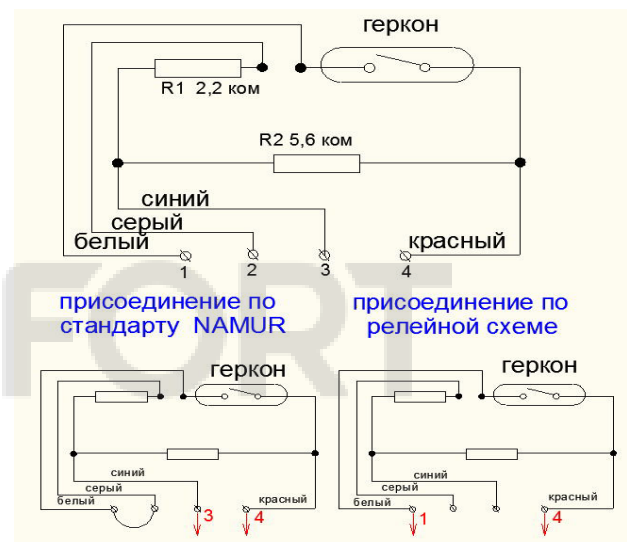 геркон
R1 2,2 ком
R2 5,6 ком
синий
серый
белый
красный
1 2 3 4
присоединение по
стандарту NAMUR
присоединение по
релейной схеме
FORT
геркон
синий
серый
белый
красный
3 4
геркон
синий
серый
белый
красный
1 4